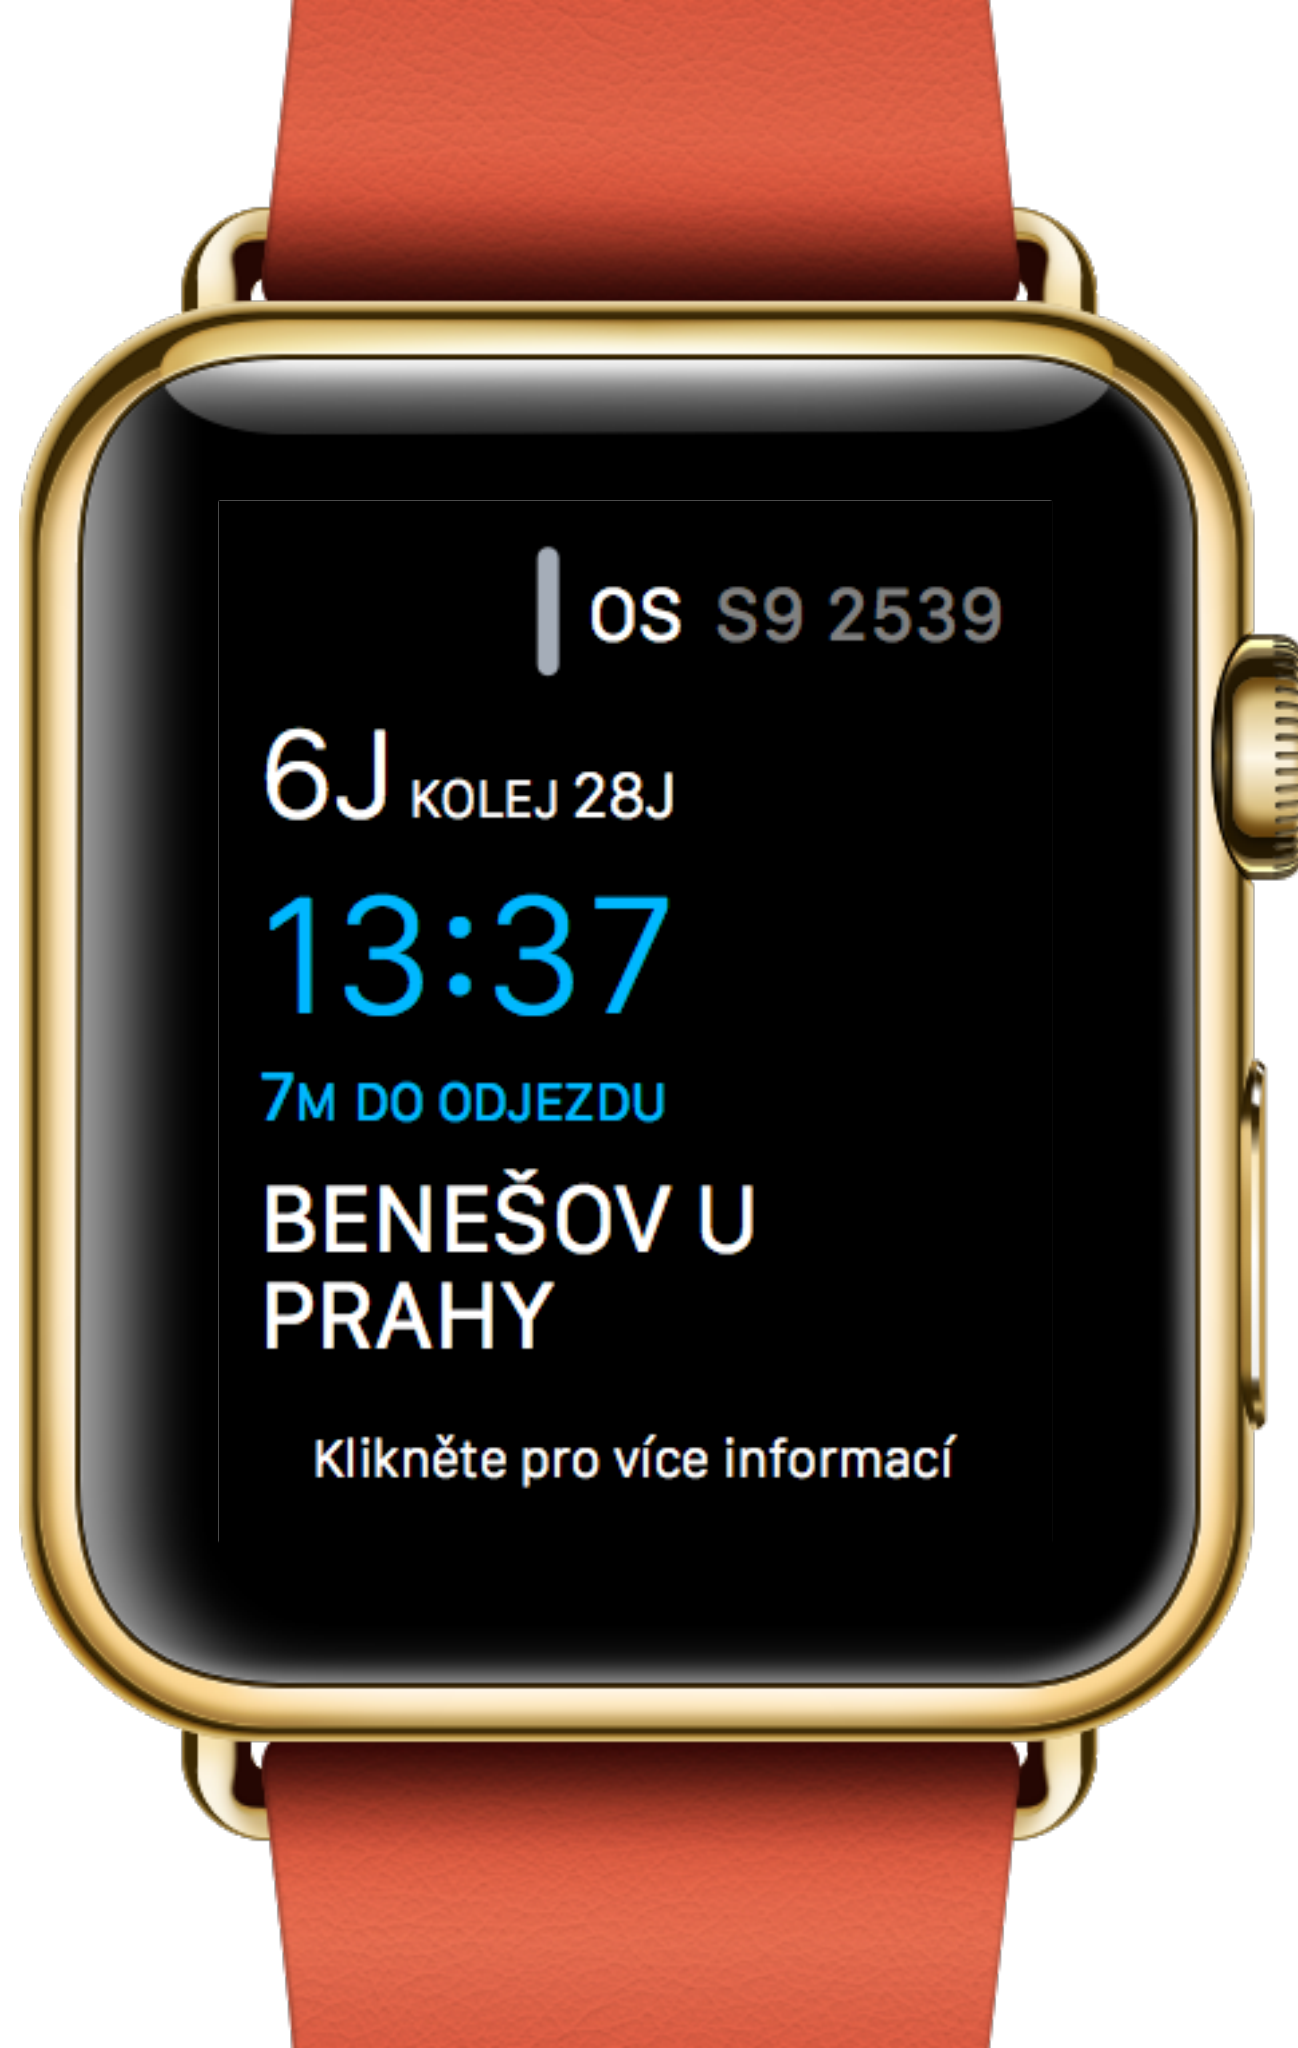 OS S9 2539
6J KOLEJ 28J
13:37
7M DO ODJEZDU
BENEŠOV U
PRAHY
Klikněte pro více informací